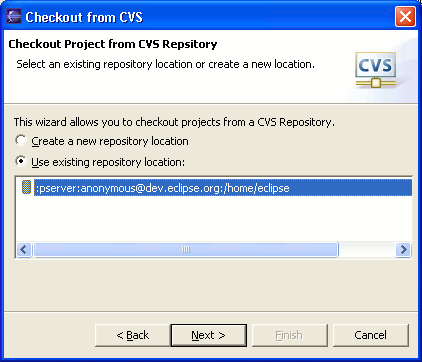 Checkout from CVS
Checkout Project from CVS Repsitory
Select an existing repository location or create a new location.
CVS
This wizard allows you to checkout projects from a CVS Repository.
Create a new repository location
Use existing repository location:
:pserver:anonymous@dev.eclipse.org:/home/eclipse
< Back Next > Finish Cancel